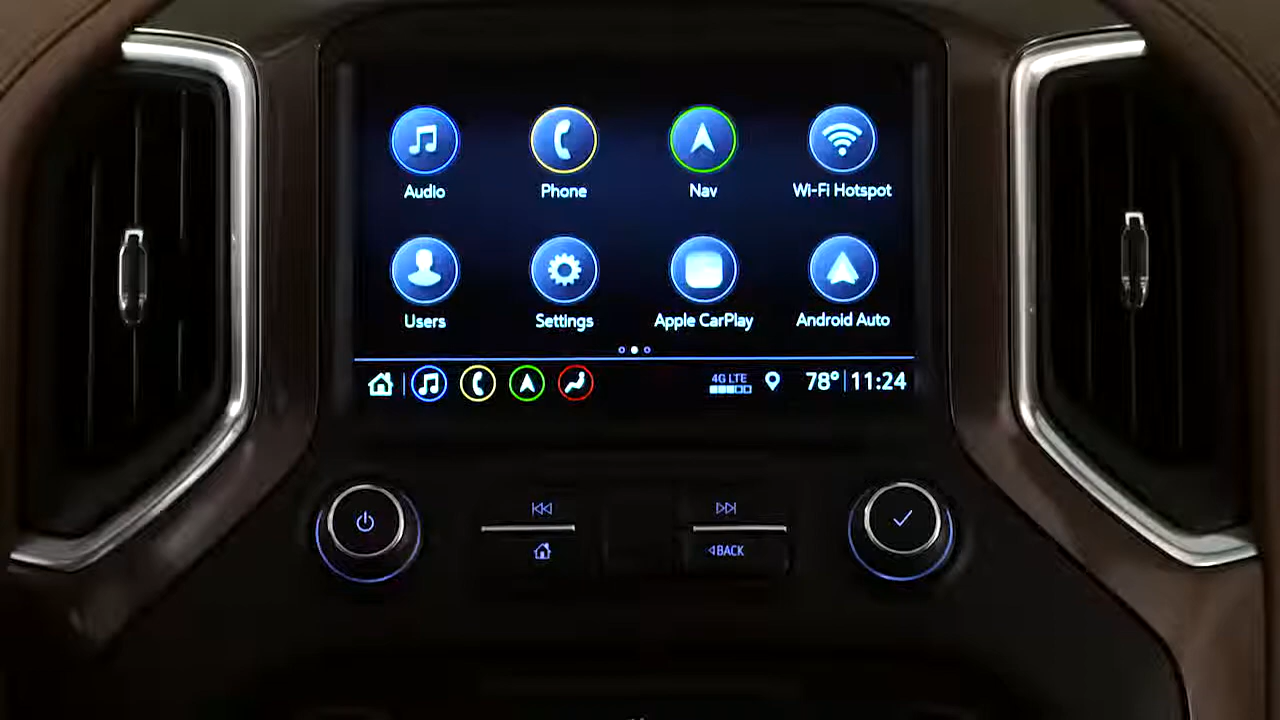 Audio Phone Nav Wi-Fi Hotspot
Users Settings Apple CarPlay Android Auto
4G LTE 78° 11:24
BACK